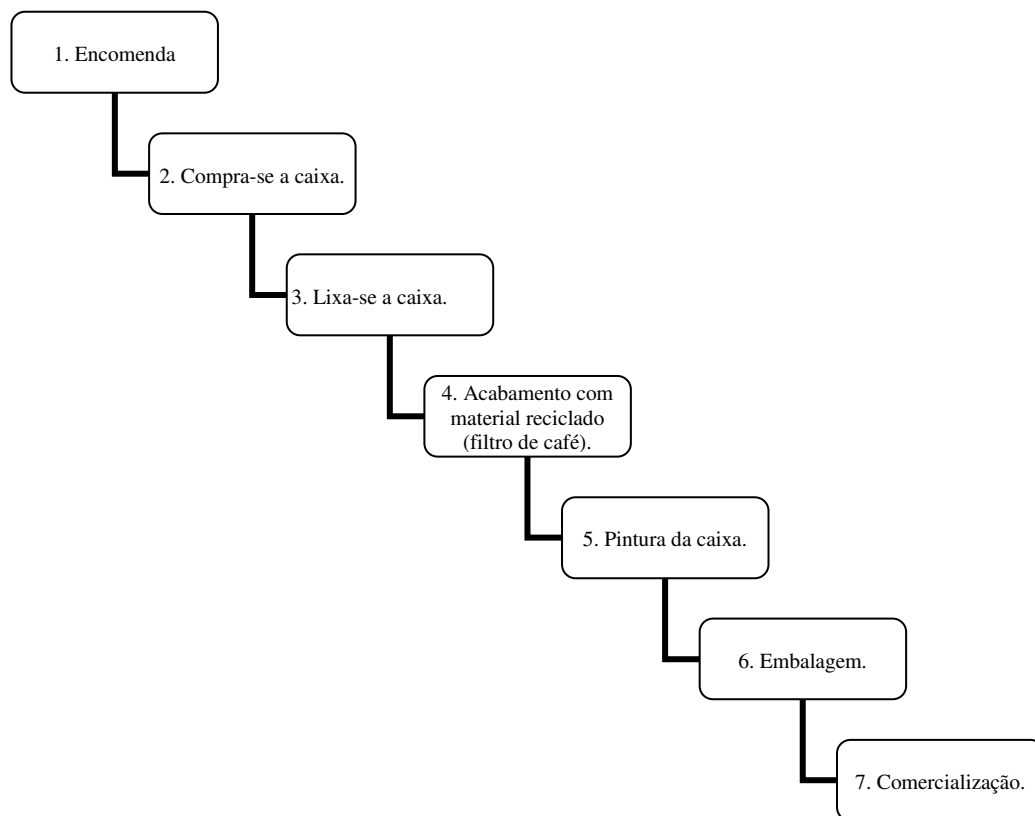 1. Encomenda
2. Compra-se a caixa.
3. Lixa-se a caixa.
4. Acabamento com
material reciclado
(filtro de café).
5. Pintura da caixa.
6. Embalagem.
7. Comercialização.